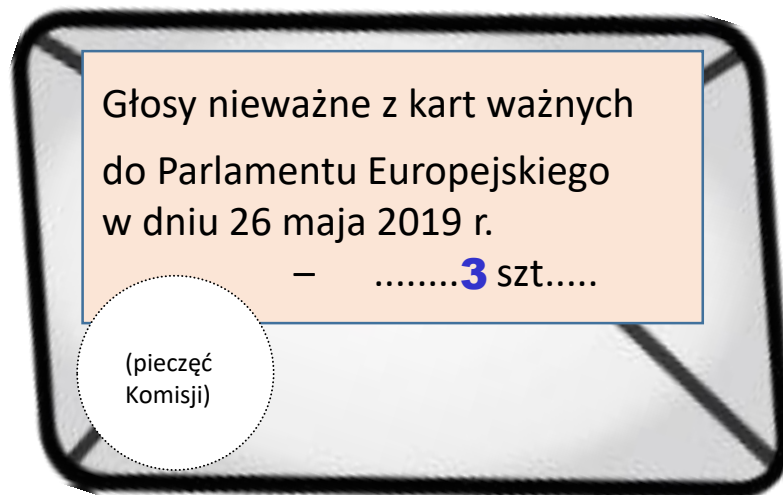 Głosy nieważne z kart ważnych
do Parlamentu Europejskiego
w dniu 26 maja 2019 r.
– ........3 szt.....
(pieczęć
Komisji)